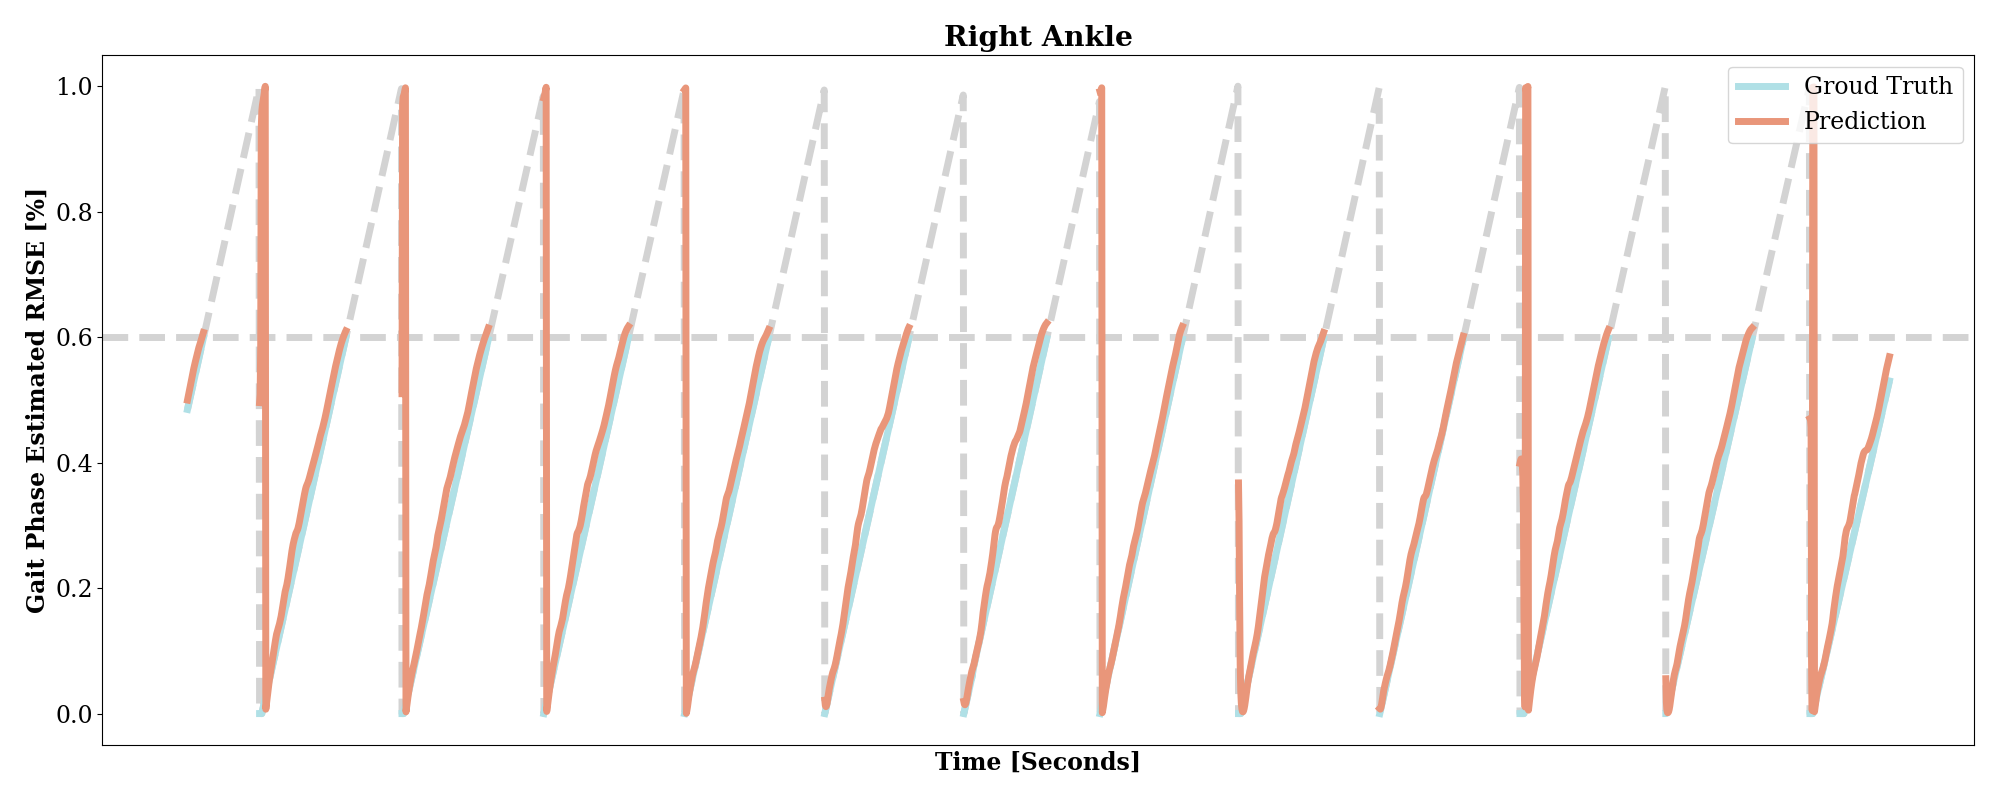 Right Ankle
Gait Phase Estimated RMSE [%]
1.0
0.8
0.6
0.4
0.2
0.0
Groud Truth
Prediction
Time [Seconds]